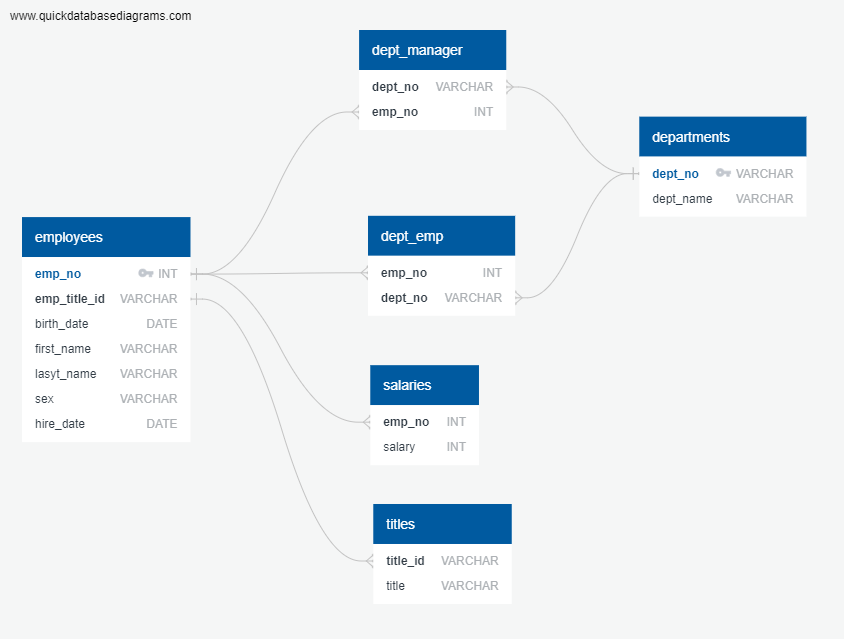 www.quickdatabasediagrams.com
dept_manager
dept_no VARCHAR
emp_no INT
departments
dept_no VARCHAR
dept_name VARCHAR
employees
emp_no INT
emp_title_id VARCHAR
birth_date DATE
first_name VARCHAR
lasyt_name VARCHAR
sex VARCHAR
hire_date DATE
dept_emp
emp_no INT
dept_no VARCHAR
salaries
emp_no INT
salary INT
titles
title_id VARCHAR
title VARCHAR